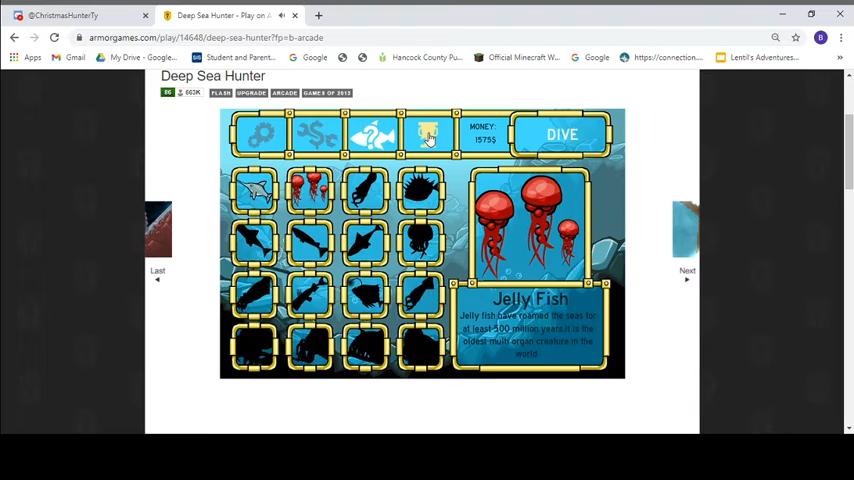 @ChristmasHunterTy
Deep Sea Hunter - Play on A
armorgames.com/play/14648/deep-sea-hunter?fp=b-arcade
B
Apps
Gmail
My Drive - Google...
SIS
Student and Parent...
Google
Hancock County Pu...
Official Minecraft W...
Google
https://connection....
Lentil's Adventures...
Deep Sea Hunter
86
663K
FLASH
UPGRADE
ARCADE
GAMES OF 2013
MONEY:
1575$
DIVE
Last
Next
Jelly Fish
Jelly fish have roamed the seas for
at least 500 million years.it is the
oldest multi organ creature in the
world